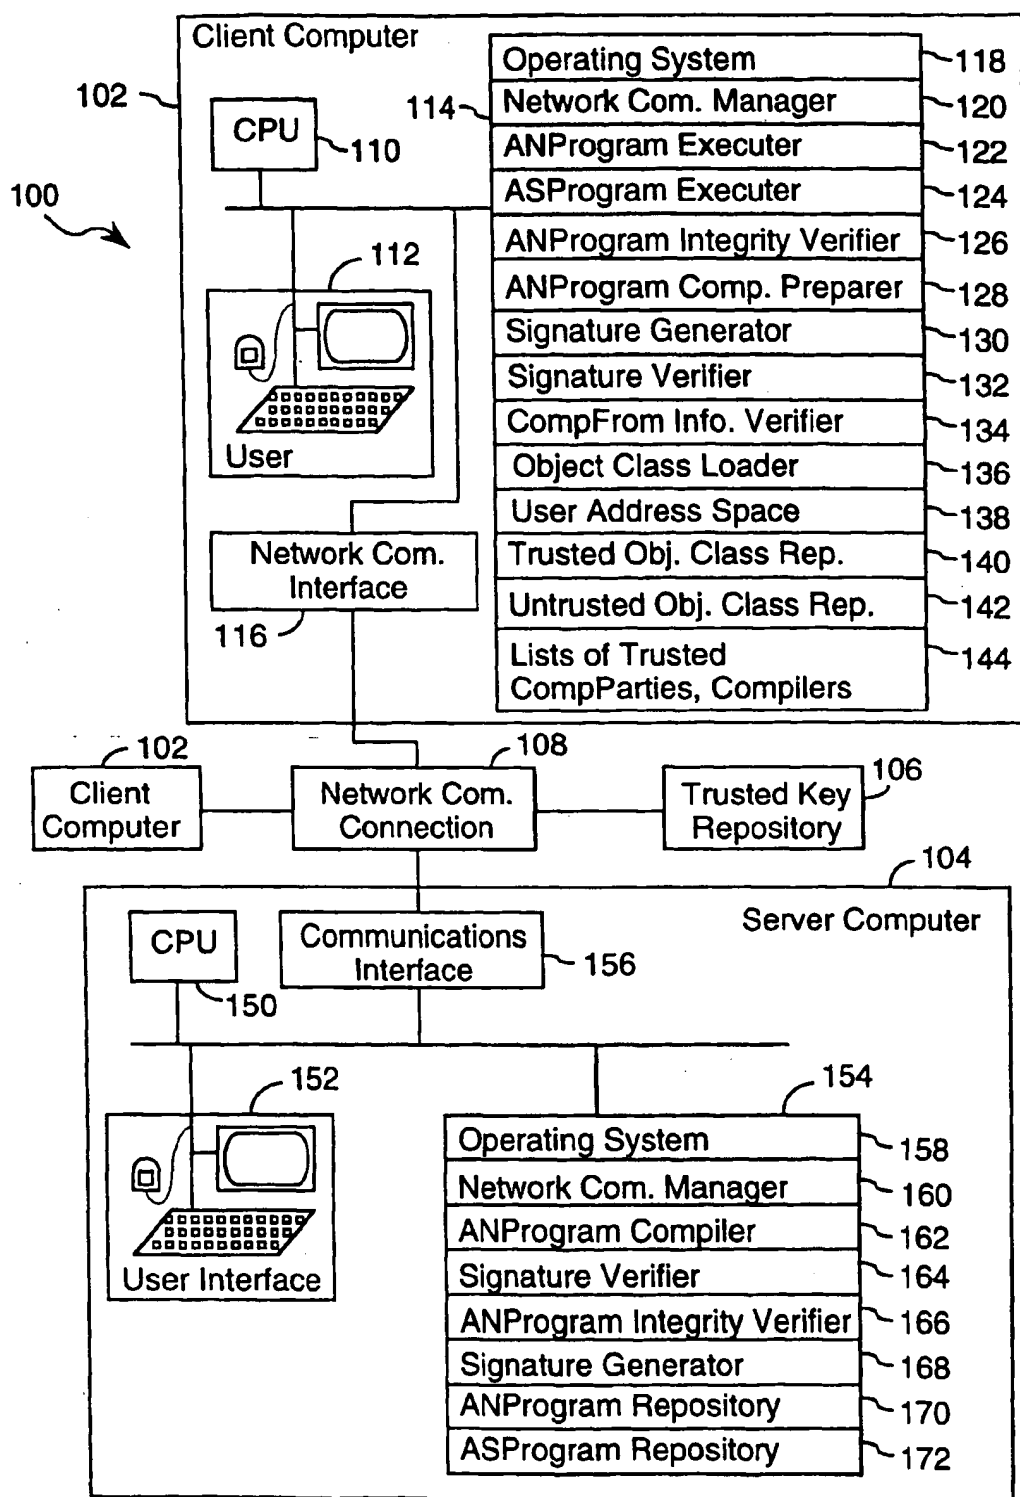 Client Computer
102
100
CPU
110
112
User
Network Com.
Interface
116
114
Operating System
118
Network Com. Manager
120
ANProgram Executer
122
ASProgram Executer
124
ANProgram Integrity Verifier
126
ANProgram Comp. Preparer
128
Signature Generator
130
Signature Verifier
132
CompFrom Info. Verifier
134
Object Class Loader
136
User Address Space
138
Trusted Obj. Class Rep.
140
Untrusted Obj. Class Rep.
142
Lists of Trusted
CompParties, Compilers
144
102
Client
Computer
108
Network Com.
Connection
106
Trusted Key
Repository
104
Server Computer
CPU
150
Communications
Interface
156
152
User Interface
154
Operating System
158
Network Com. Manager
160
ANProgram Compiler
162
Signature Verifier
164
ANProgram Integrity Verifier
166
Signature Generator
168
ANProgram Repository
170
ASProgram Repository
172